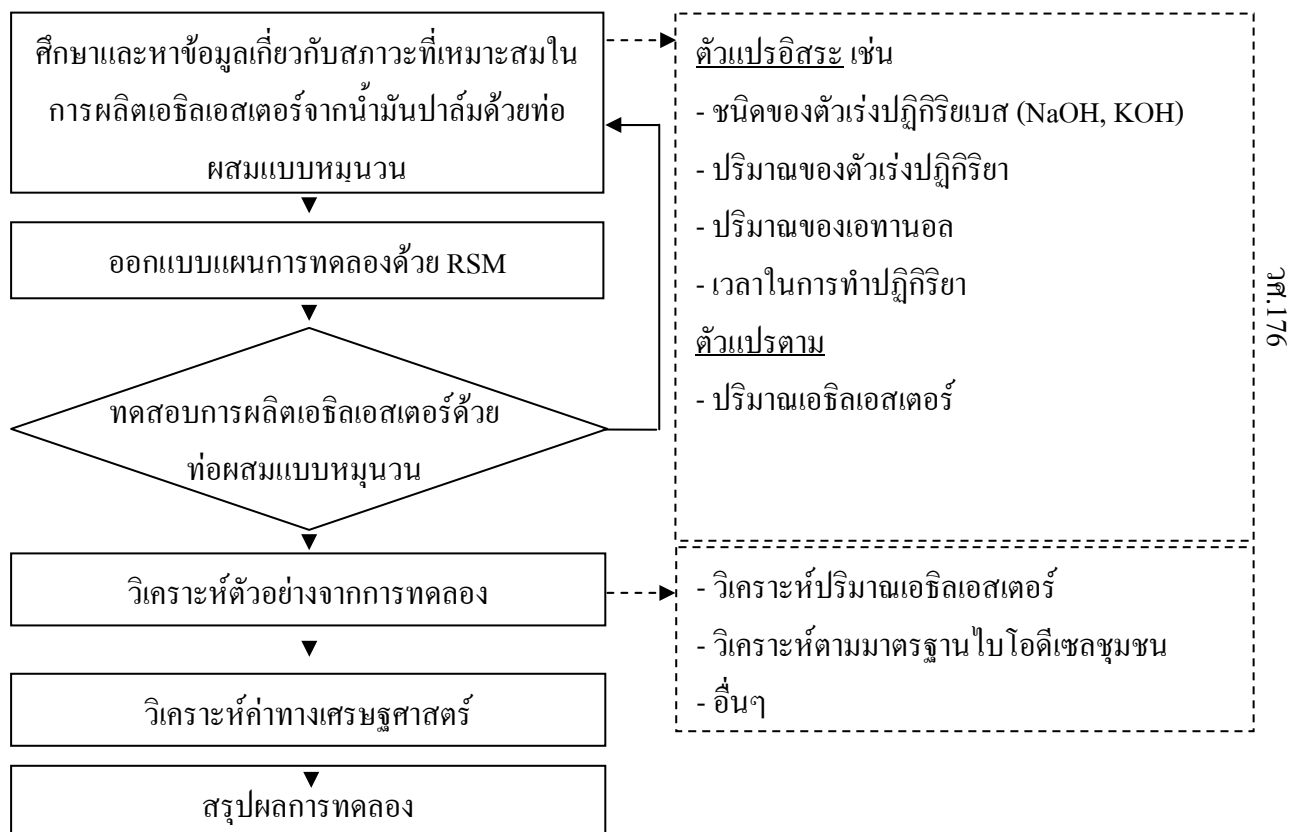 ศึกษาและหาข้อมูลเกี่ยวกับสภาวะที่เหมาะสมใน
การผลิตเอธิลเอสเตอร์จากน้ำมันปาล์มด้วยท่อ
ผสมแบบหมุนวน
ออกแบบแผนการทดลองด้วย RSM
ทดสอบการผลิตเอธิลเอสเตอร์ด้วย
ท่อผสมแบบหมุนวน
วิเคราะห์ตัวอย่างจากการทดลอง
วิเคราะห์ค่าทางเศรษฐศาสตร์
สรุปผลการทดลอง
ตัวแปรอิสระ เช่น
- ชนิดของตัวเร่งปฏิกิริยเบส (NaOH, KOH)
- ปริมาณของตัวเร่งปฏิกิริยา
- ปริมาณของเอทานอล
- เวลาในการทำปฏิกิริยา
ตัวแปรตาม
- ปริมาณเอธิลเอสเตอร์
- วิเคราะห์ปริมาณเอธิลเอสเตอร์
- วิเคราะห์ตามมาตรฐานไบโอดีเซลชุมชน
- อื่นๆ
วศ.176